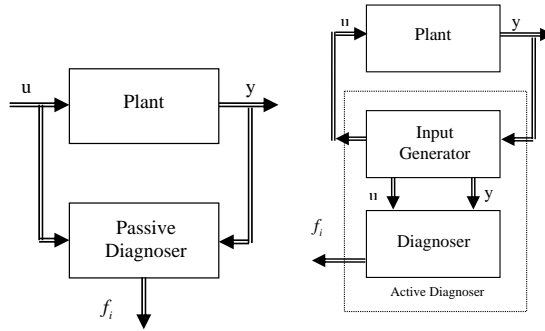 u
Plant
y
Passive
Diagnoser
f_i
u
Plant
y
Input
Generator
u
y
f_i
Diagnoser
Active Diagnoser